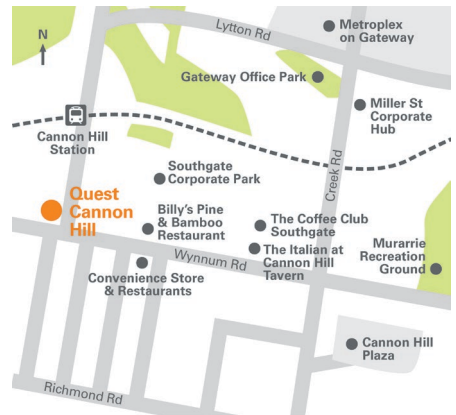 N
Lytton Rd
Metroplex
on Gateway
Gateway Office Park
Miller St
Corporate
Hub
Cannon Hill
Station
Southgate
Corporate Park
Creek Rd
Quest
Cannon
Hill
Billy's Pine
& Bamboo
Restaurant
The Coffee Club
Southgate
The Italian at
Cannon Hill
Tavern
Murarrie
Recreation
Ground
Wynnum Rd
Convenience Store
& Restaurants
Cannon Hill
Plaza
Richmond Rd